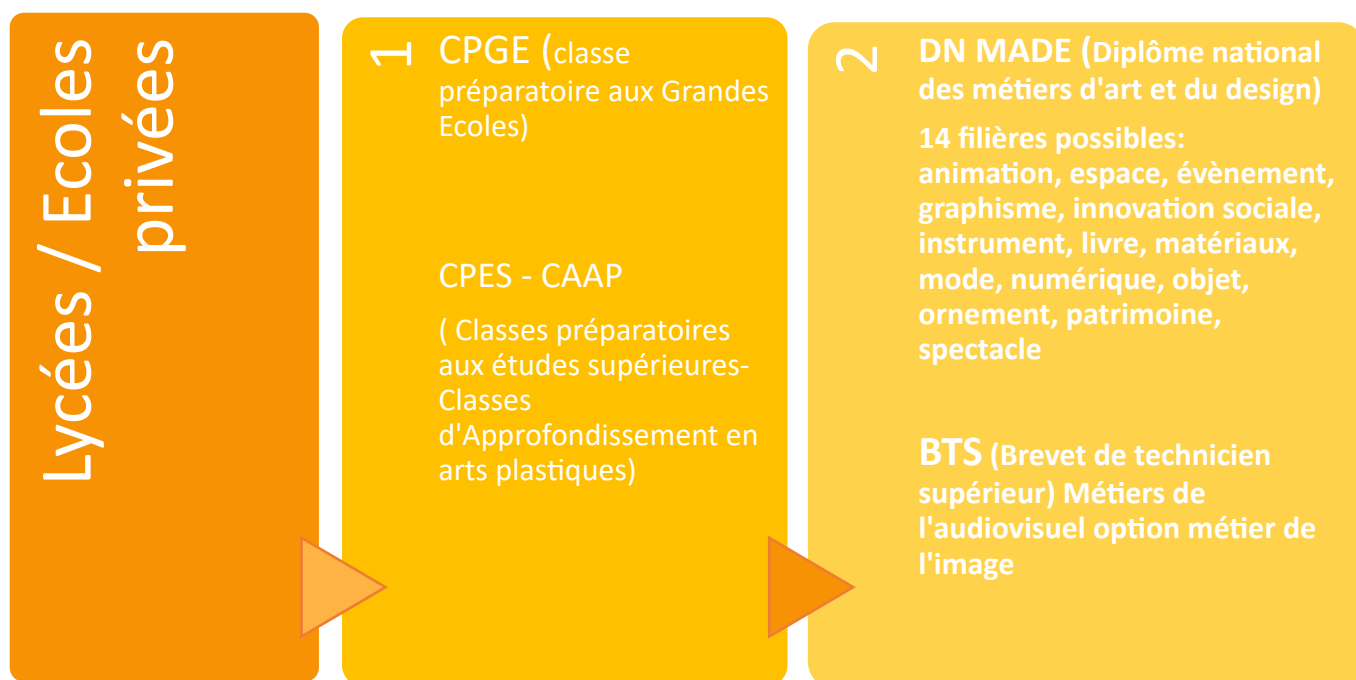 Lycées / Ecoles
privées
1
CPGE (classe
préparatoire aux Grandes
Ecoles)
CPES - CAAP
( Classes préparatoires
aux études supérieures-
Classes
d'Approfondissement en
arts plastiques)
2
DN MADE (Diplôme national
des métiers d'art et du design)
14 filières possibles:
animation, espace, évènement,
graphisme, innovation sociale,
instrument, livre, matériaux,
mode, numérique, objet,
ornement, patrimoine,
spectacle
BTS (Brevet de technicien
supérieur) Métiers de
l'audiovisuel option métier de
l'image